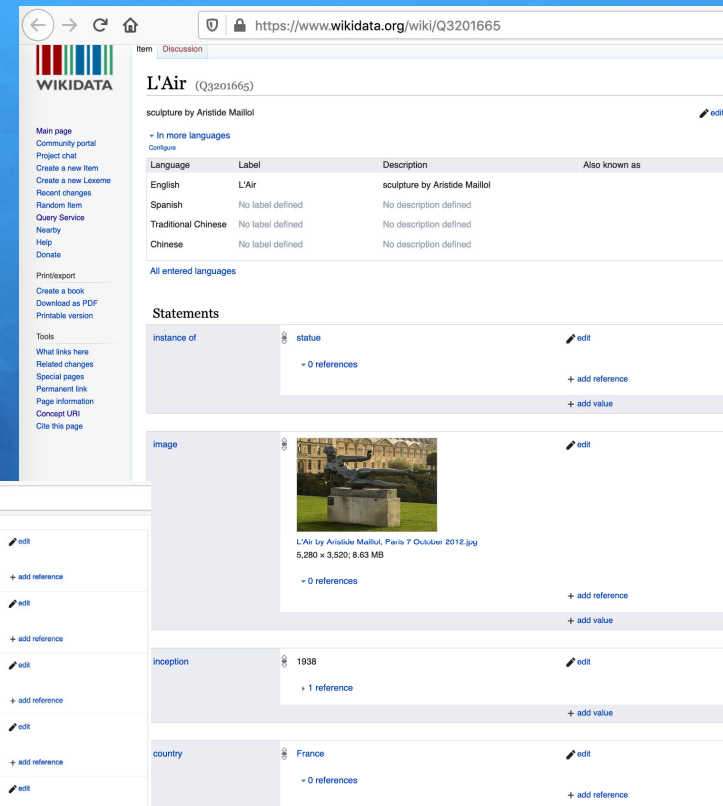 https://www.wikidata.org/wiki/Q3201665
Item Discussion
WIKIDATA
L'Air (Q3201665)
sculpture by Aristide Maillol
edit
In more languages
Configure
Language Label Description Also known as
English L'Air sculpture by Aristide Maillol
Spanish No label defined No description defined
Traditional Chinese No label defined No description defined
Chinese No label defined No description defined
All entered languages
Main page
Community portal
Project chat
Create a new Item
Create a new Lexeme
Recent changes
Random Item
Query Service
Nearby
Help
Donate
Print/export
Create a book
Download as PDF
Printable version
Tools
What links here
Related changes
Special pages
Permanent link
Page information
Concept URI
Cite this page
Statements
instance of statue edit
0 references
+ add reference
+ add value
image edit
L'Air by Aristide Maillol, Paris 7 October 2012.jpg
5,280 × 3,520; 8.63 MB
0 references
+ add reference
+ add value
inception 1938 edit
1 reference
+ add value
country France edit
0 references
+ add reference
edit
+ add reference
edit
+ add reference
edit
+ add reference
edit
+ add reference
edit